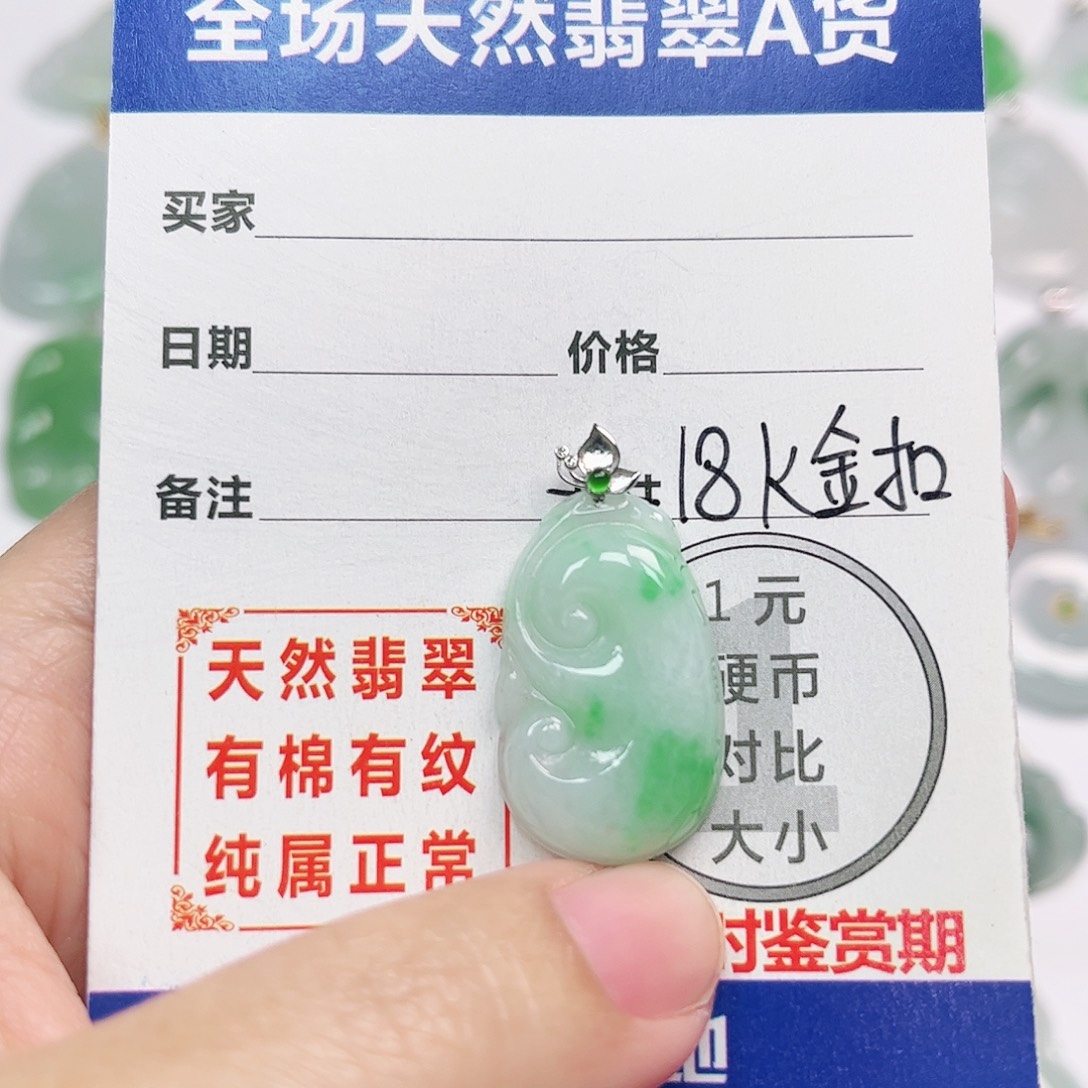 全场天然翡翠A货
买家
日期 价格
备注 18K金扣
1元
硬币
对比
大小
天然翡翠
有棉有纹
纯属正常
时鉴赏期